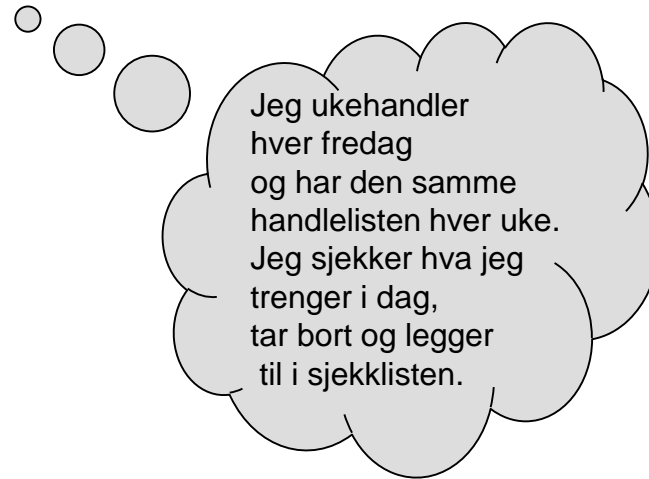 Jeg ukehandler
hver fredag
og har den samme
handlelisten hver uke.
Jeg sjekker hva jeg
trenger i dag,
tar bort og legger
til i sjekklisten.